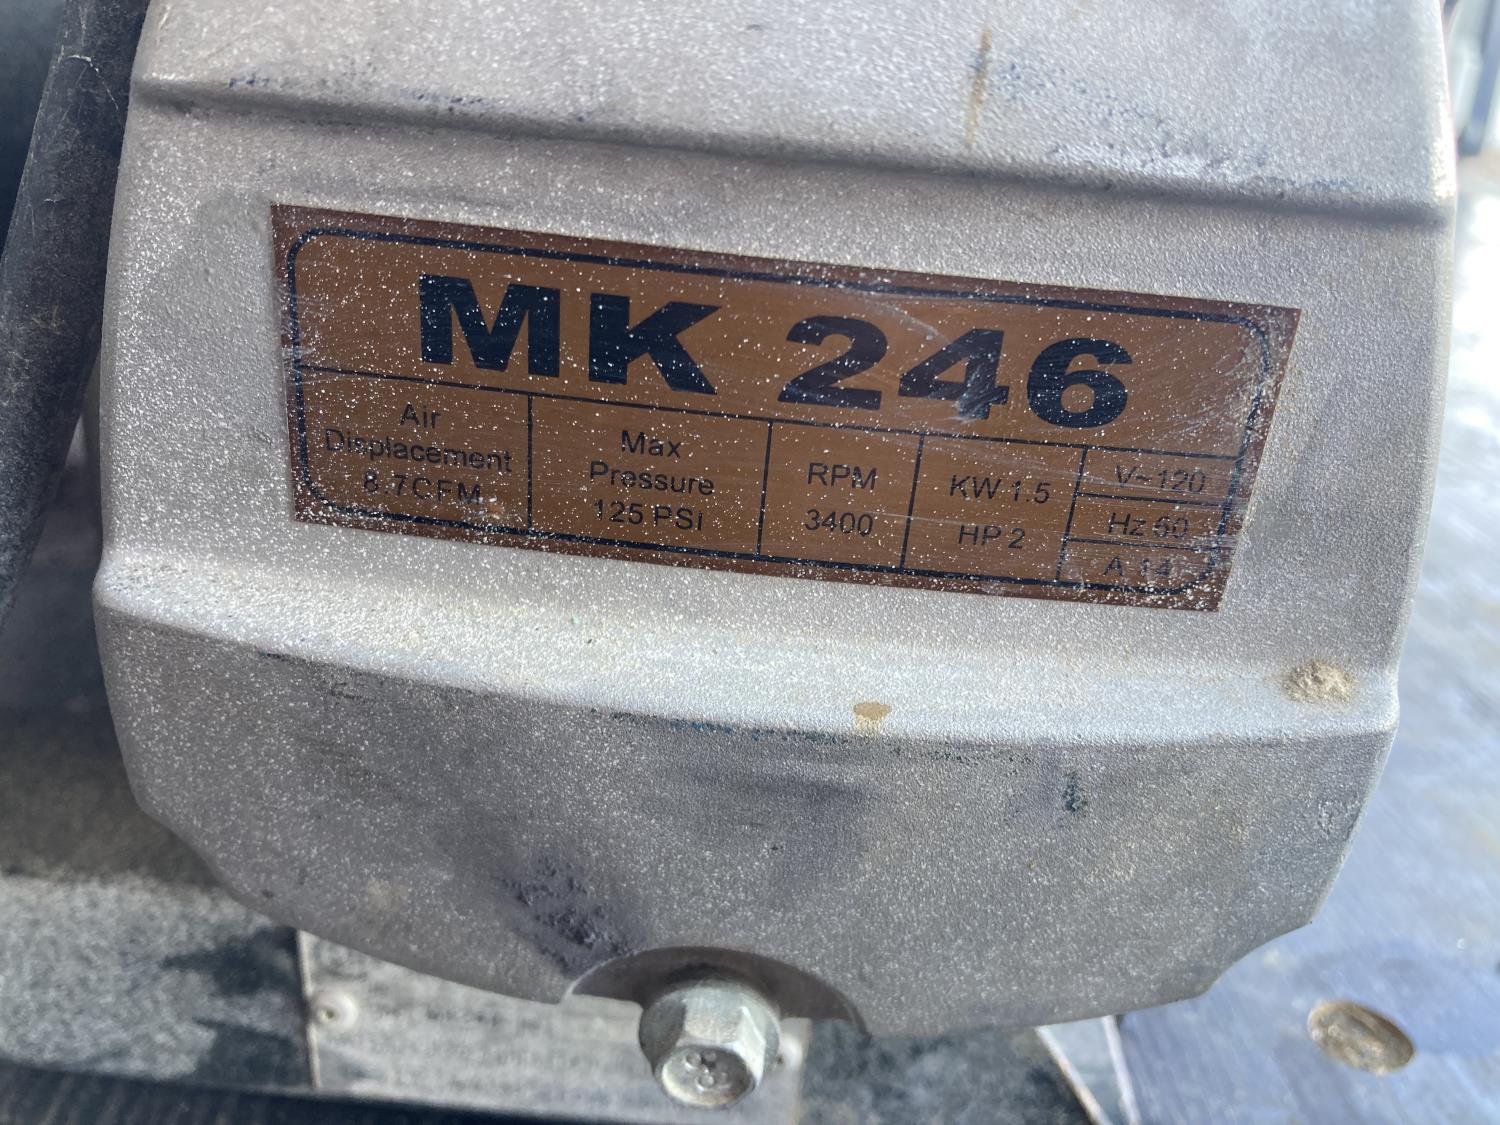 MK 246
Air
Displacement
8.7CFM
Max
Pressure
125 PSi
RPM
3400
KW 1.5
HP 2
V~120
Hz 60
A 14